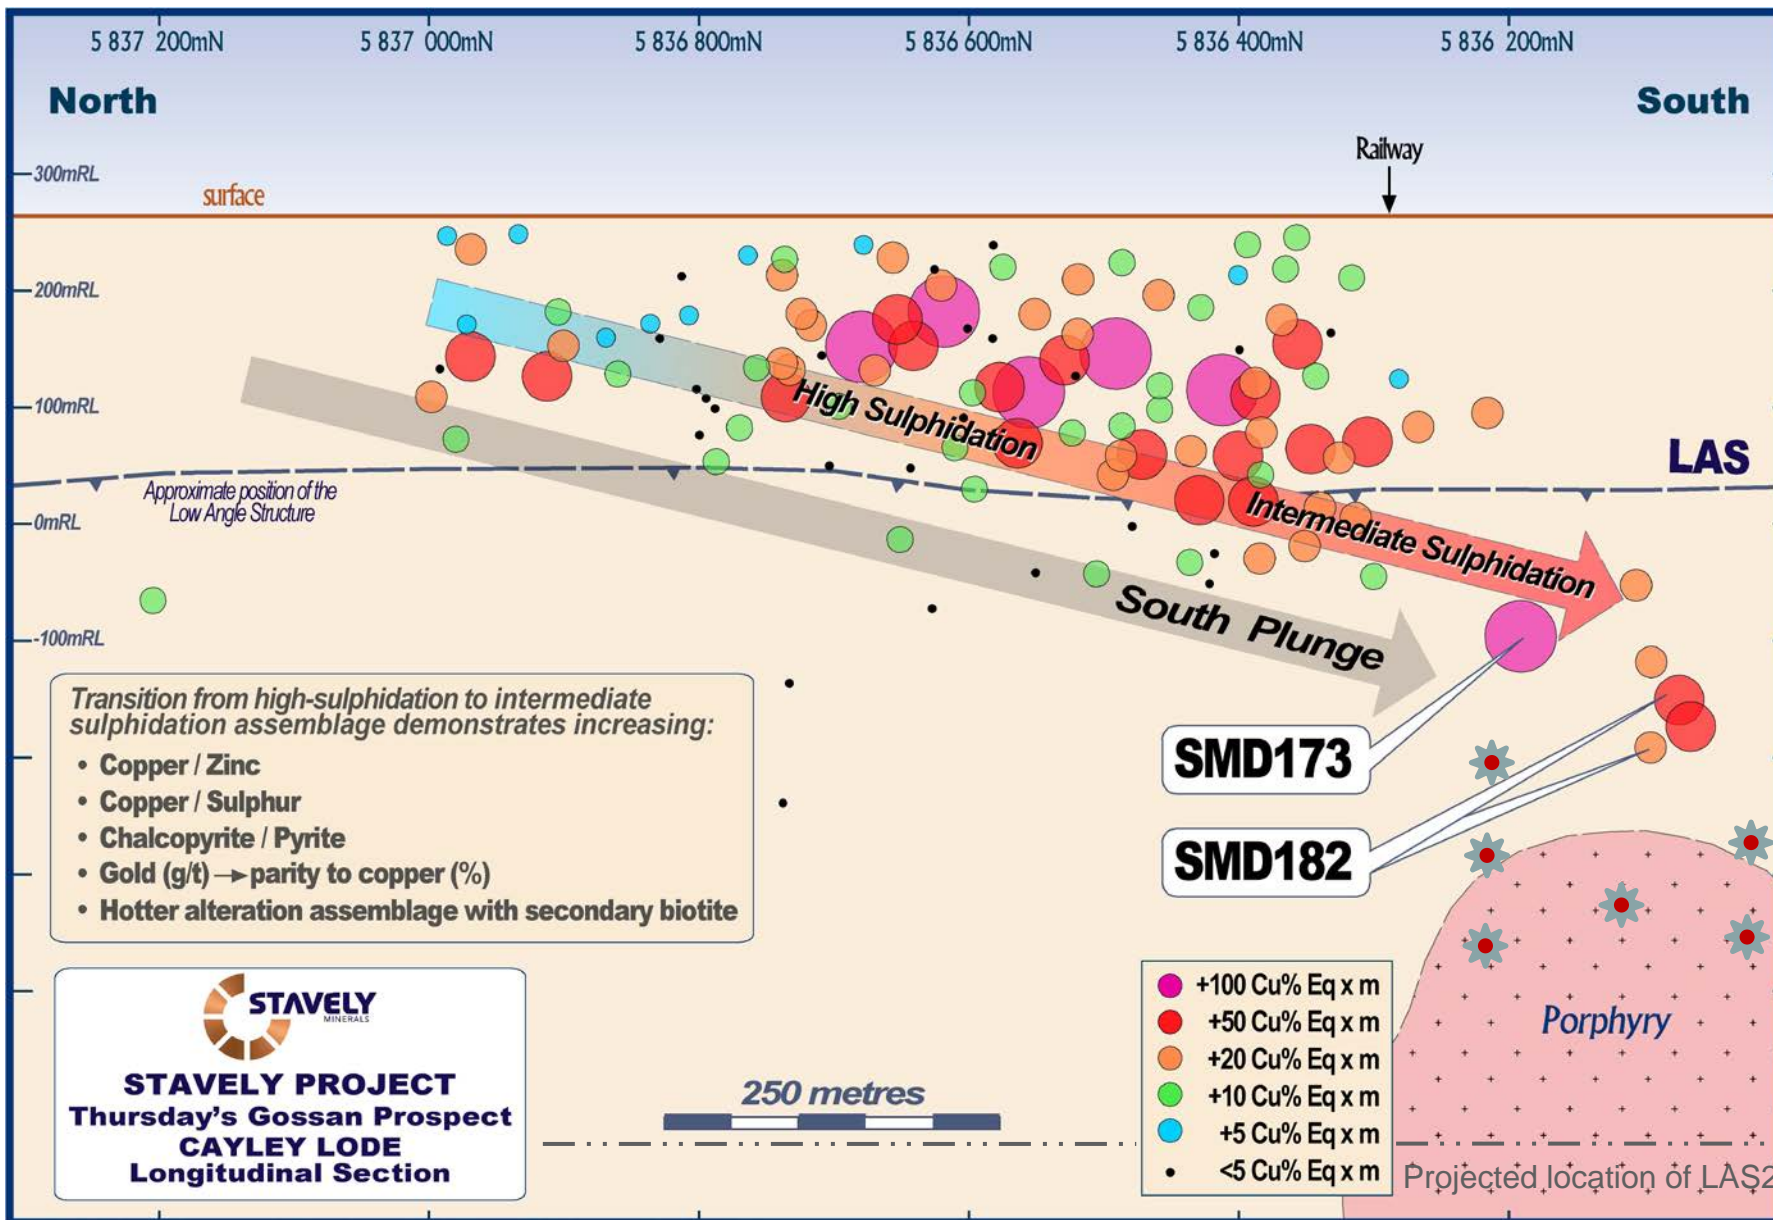 5 837 200mN
5 837 000mN
5 836 800mN
5 836 600mN
5 836 400mN
5 836 200mN
North
South
Railway
300mRL
surface
200mRL
100mRL
High Sulphidation
LAS
Approximate position of the
Low Angle Structure
0mRL
Intermediate Sulphidation
South Plunge
-100mRL
Transition from high-sulphidation to intermediate
sulphidation assemblage demonstrates increasing:
• Copper / Zinc
• Copper / Sulphur
• Chalcopyrite / Pyrite
• Gold (g/t) → parity to copper (%)
• Hotter alteration assemblage with secondary biotite
SMD173
SMD182
STAVELY
MINERALS
STAVELY PROJECT
Thursday's Gossan Prospect
CAYLEY LODE
Longitudinal Section
250 metres
+100 Cu% Eq x m
+50 Cu% Eq x m
+20 Cu% Eq x m
+10 Cu% Eq x m
+5 Cu% Eq x m
<5 Cu% Eq x m
Porphyry
Projected location of LAS2